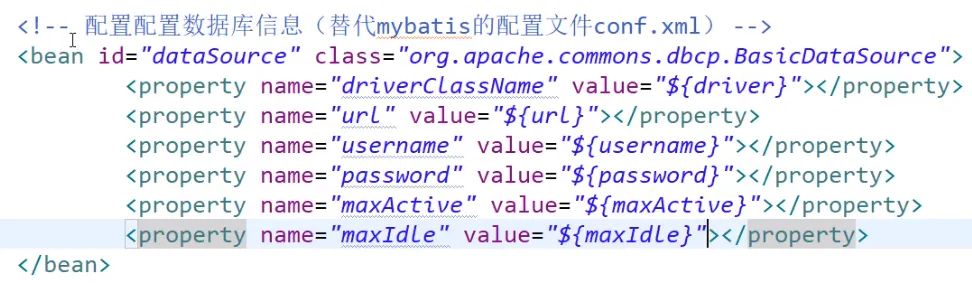 <!-- 配置配置数据库信息（替代mybatis的配置文件conf.xml） -->
<bean id="dataSource" class="org.apache.commons.dbcp.BasicDataSource">
<property name="driverClassName" value="${driver}"></property>
<property name="url" value="${url}"></property>
<property name="username" value="${username}"></property>
<property name="password" value="${password}"></property>
<property name="maxActive" value="${maxActive}"></property>
<property name="maxIdle" value="${maxIdle}"></property>
</bean>